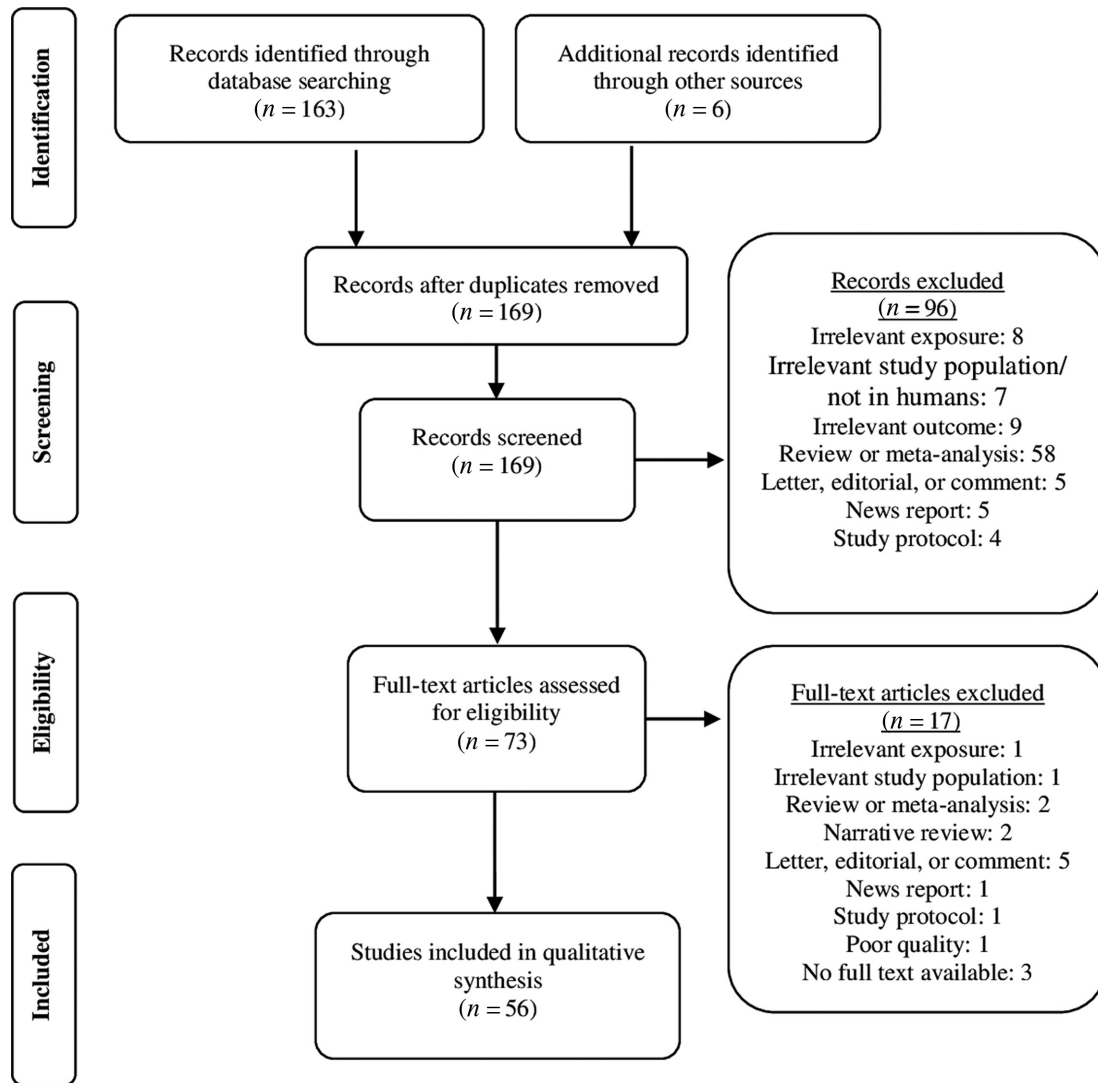 Identification
Records identified through
database searching
(n = 163)
Additional records identified
through other sources
(n = 6)
Records after duplicates removed
(n = 169)
Screening
Records screened
(n = 169)
Records excluded
(n = 96)
Irrelevant exposure: 8
Irrelevant study population/
not in humans: 7
Irrelevant outcome: 9
Review or meta-analysis: 58
Letter, editorial, or comment: 5
News report: 5
Study protocol: 4
Eligibility
Full-text articles assessed
for eligibility
(n = 73)
Full-text articles excluded
(n = 17)
Irrelevant exposure: 1
Irrelevant study population: 1
Review or meta-analysis: 2
Narrative review: 2
Letter, editorial, or comment: 5
News report: 1
Study protocol: 1
Poor quality: 1
No full text available: 3
Included
Studies included in qualitative
synthesis
(n = 56)